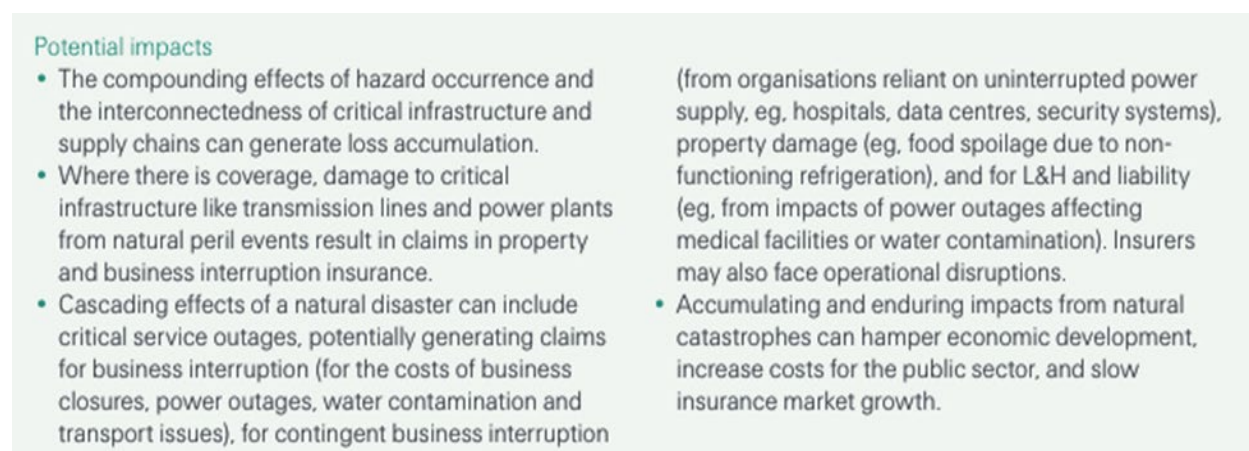 Potential impacts
• The compounding effects of hazard occurrence and
the interconnectedness of critical infrastructure and
supply chains can generate loss accumulation.
• Where there is coverage, damage to critical
infrastructure like transmission lines and power plants
from natural peril events result in claims in property
and business interruption insurance.
• Cascading effects of a natural disaster can include
critical service outages, potentially generating claims
for business interruption (for the costs of business
closures, power outages, water contamination and
transport issues), for contingent business interruption
(from organisations reliant on uninterrupted power
supply, eg, hospitals, data centres, security systems),
property damage (eg, food spoilage due to non-
functioning refrigeration), and for L&H and liability
(eg, from impacts of power outages affecting
medical facilities or water contamination). Insurers
may also face operational disruptions.
• Accumulating and enduring impacts from natural
catastrophes can hamper economic development,
increase costs for the public sector, and slow
insurance market growth.